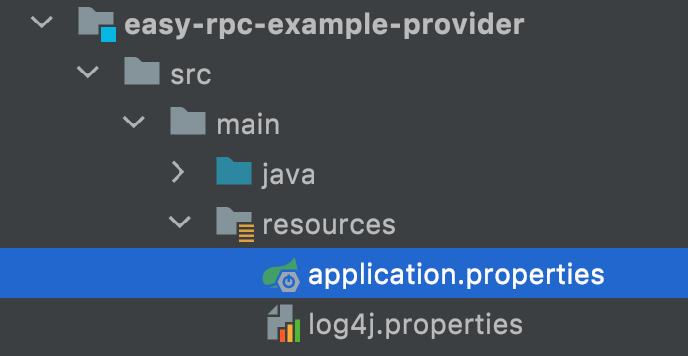 easy-rpc-example-provider
src
main
java
resources
application.properties
log4j.properties